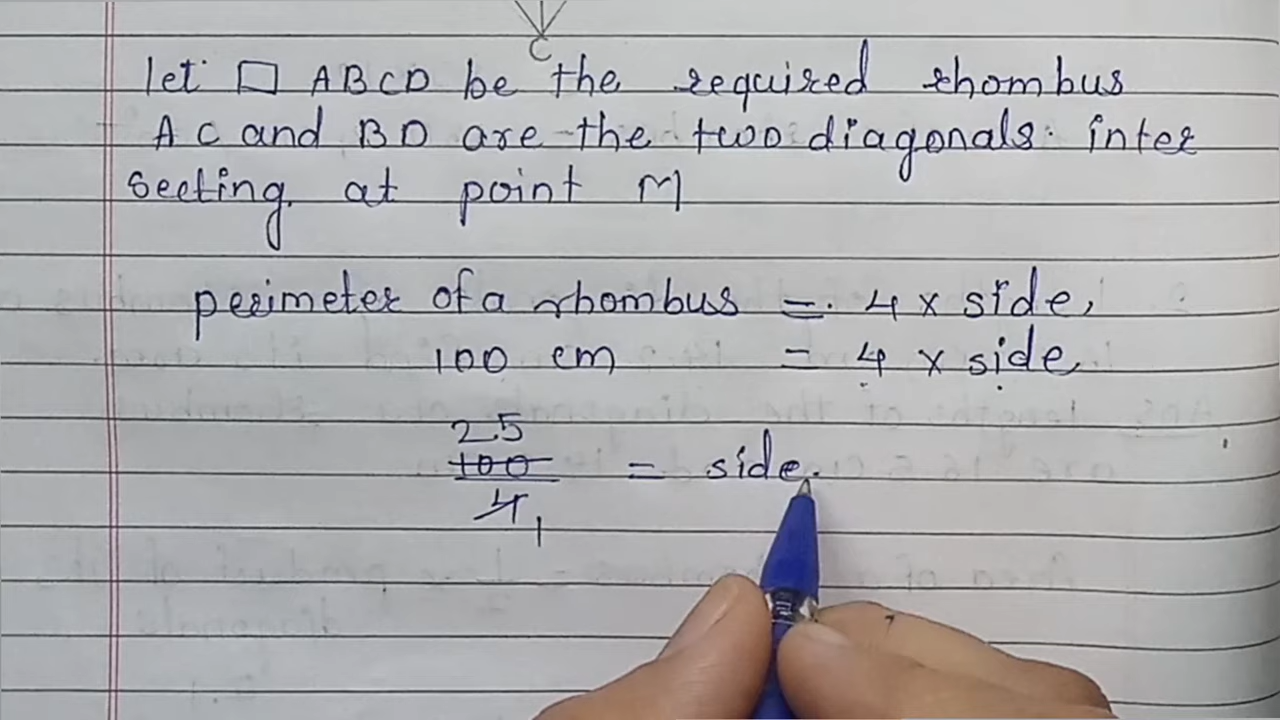 C
let □ ABCD be the required rhombus
AC and BD are the two diagonals inter
secting at point M
perimeter of a rhombus = 4 x side,
100 cm = 4 x side
25
100 = side.
4 1